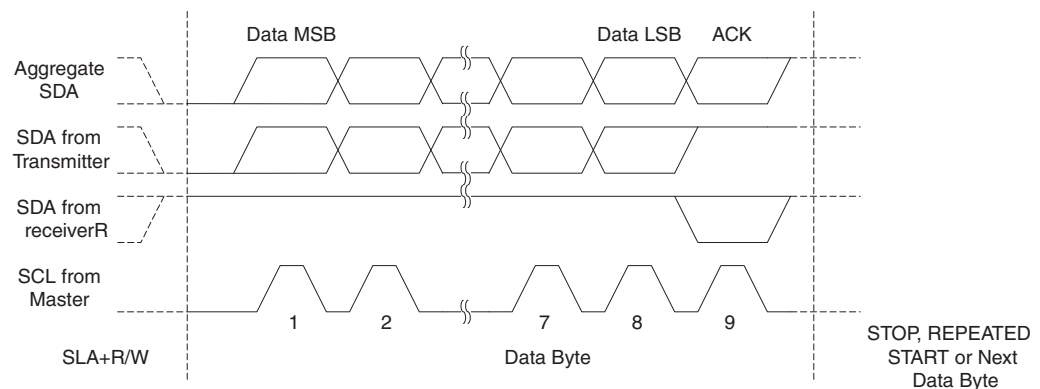 Data MSB
Data LSB
ACK
Aggregate
SDA
SDA from
Transmitter
SDA from
receiverR
SCL from
Master
1
2
7
8
9
SLA+R/W
Data Byte
STOP, REPEATED
START or Next
Data Byte